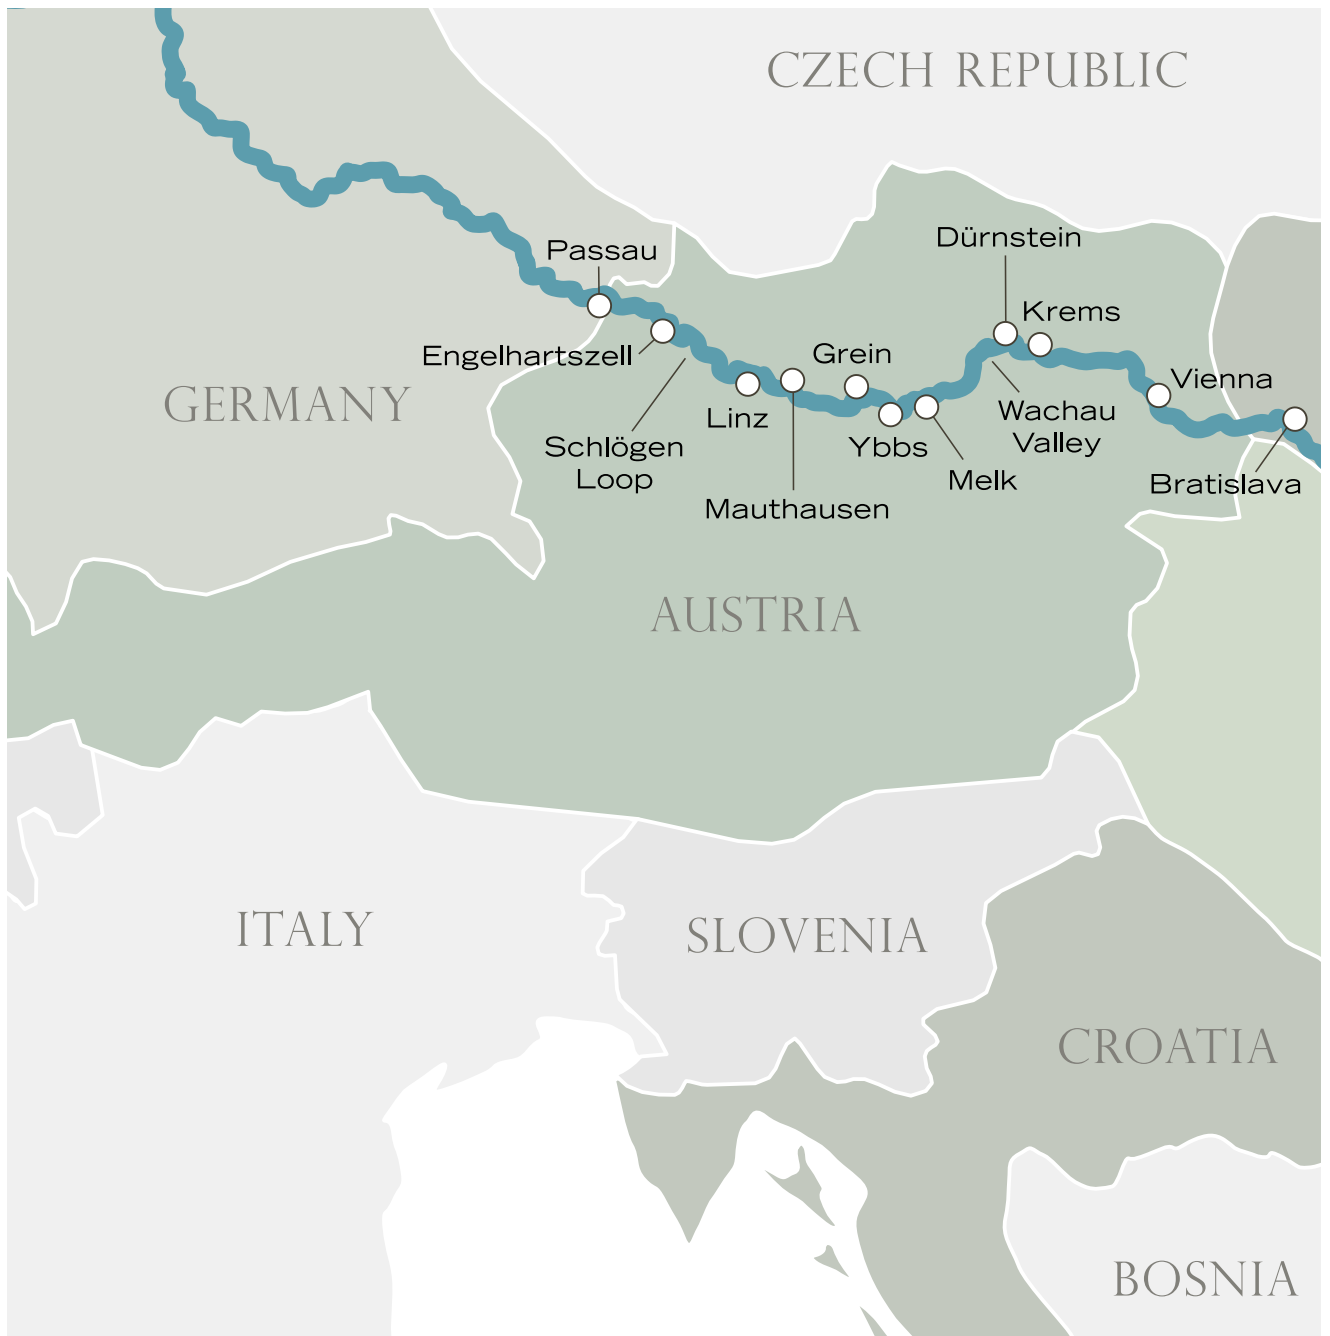 CZECH REPUBLIC
Dürnstein
Passau
Krems
Engelhartszell
Grein
Vienna
GERMANY
Linz
Wachau
Valley
Schlögen
Loop
Ybbs
Melk
Bratislava
Mauthausen
AUSTRIA
ITALY
SLOVENIA
CROATIA
BOSNIA